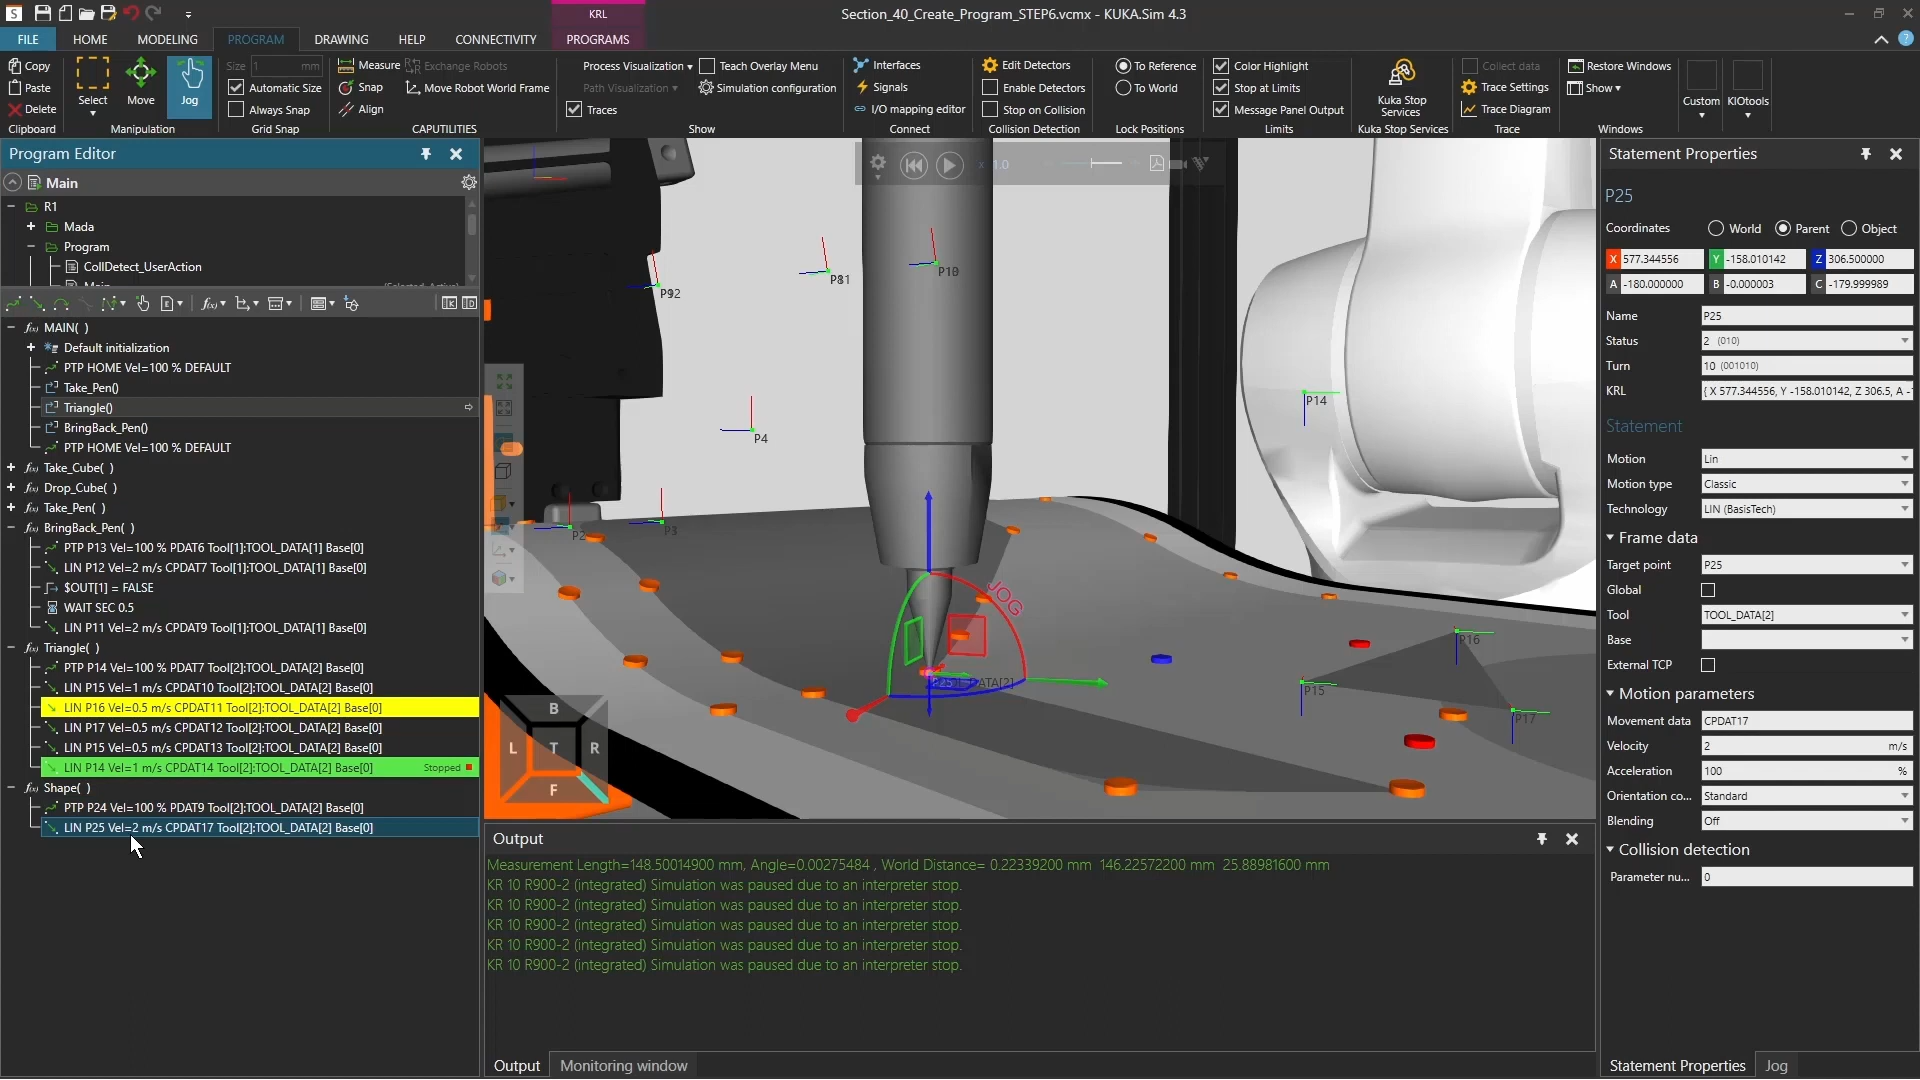 Section_40_Create_Program_STEP6.vcmx - KUKA.Sim 4.3
KRL
FILE HOME MODELING PROGRAM DRAWING HELP CONNECTIVITY PROGRAMS
Copy
Paste
Delete
Clipboard
Select
Move
Jog
Manipulation
Size 1 mm
Automatic Size
Always Snap
Grid Snap
Measure
Snap
Align
Exchange Robots
Move Robot World Frame
CAPUTILITIES
Process Visualization
Path Visualization
Traces
Teach Overlay Menu
Simulation configuration
Show
Interfaces
Signals
I/O mapping editor
Connect
Edit Detectors
Enable Detectors
Stop on Collision
Collision Detection
To Reference
To World
Lock Positions
Color Highlight
Stop at Limits
Message Panel Output
Limits
Kuka Stop Services
Kuka Stop Services
Collect data
Trace Settings
Trace Diagram
Trace
Restore Windows
Show
Windows
Custom
KIOtools
Program Editor
Main
R1
Mada
Program
CollDetect_UserAction
MAIN( )
Default initialization
PTP HOME Vel=100 % DEFAULT
Take_Pen()
Triangle()
BringBack_Pen()
PTP HOME Vel=100 % DEFAULT
Take_Cube( )
Drop_Cube( )
Take_Pen( )
BringBack_Pen( )
PTP P13 Vel=100 % PDAT6 Tool[1]:TOOL_DATA[1] Base[0]
LIN P12 Vel=2 m/s CPDAT7 Tool[1]:TOOL_DATA[1] Base[0]
$OUT[1] = FALSE
WAIT SEC 0.5
LIN P11 Vel=2 m/s CPDAT9 Tool[1]:TOOL_DATA[1] Base[0]
Triangle( )
PTP P14 Vel=100 % PDAT7 Tool[2]:TOOL_DATA[2] Base[0]
LIN P15 Vel=1 m/s CPDAT10 Tool[2]:TOOL_DATA[2] Base[0]
LIN P16 Vel=0.5 m/s CPDAT11 Tool[2]:TOOL_DATA[2] Base[0]
LIN P17 Vel=0.5 m/s CPDAT12 Tool[2]:TOOL_DATA[2] Base[0]
LIN P15 Vel=0.5 m/s CPDAT13 Tool[2]:TOOL_DATA[2] Base[0]
LIN P14 Vel=1 m/s CPDAT14 Tool[2]:TOOL_DATA[2] Base[0] Stopped
Shape( )
PTP P24 Vel=100 % PDAT9 Tool[2]:TOOL_DATA[2] Base[0]
LIN P25 Vel=2 m/s CPDAT17 Tool[2]:TOOL_DATA[2] Base[0]
x 1.0
P10
P4
P3
P2
P14
P16
P15
P17
JOG
B
L T R
F
Output
Measurement Length=148.50014900 mm, Angle=0.00275484 , World Distance= 0.22339200 mm 146.22572200 mm 25.88981600 mm
KR 10 R900-2 (integrated) Simulation was paused due to an interpreter stop.
KR 10 R900-2 (integrated) Simulation was paused due to an interpreter stop.
KR 10 R900-2 (integrated) Simulation was paused due to an interpreter stop.
KR 10 R900-2 (integrated) Simulation was paused due to an interpreter stop.
KR 10 R900-2 (integrated) Simulation was paused due to an interpreter stop.
Output Monitoring window
Statement Properties
P25
Coordinates World Parent Object
X 577.344556 Y -158.010142 Z 306.500000
A -180.000000 B -0.000003 C -179.999989
Name P25
Status 2 (010)
Turn 10 (001010)
KRL { X 577.344556, Y -158.010142, Z 306.5, A -
Statement
Motion Lin
Motion type Classic
Technology LIN (BasisTech)
Frame data
Target point P25
Global
Tool TOOL_DATA[2]
Base
External TCP
Motion parameters
Movement data CPDAT17
Velocity 2 m/s
Acceleration 100 %
Orientation co... Standard
Blending Off
Collision detection
Parameter nu... 0
Statement Properties Jog